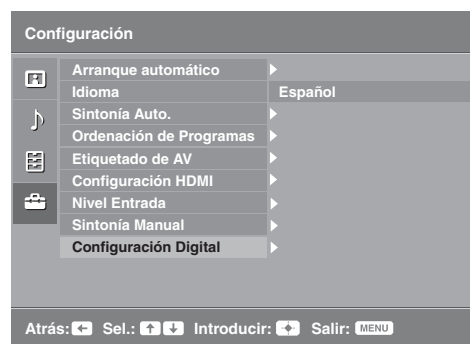 Configuración
Arranque automático
Idioma Español
Sintonía Auto.
Ordenación de Programas
Etiquetado de AV
Configuración HDMI
Nivel Entrada
Sintonía Manual
Configuración Digital
Atrás: Sel.: Introducir: Salir: MENU